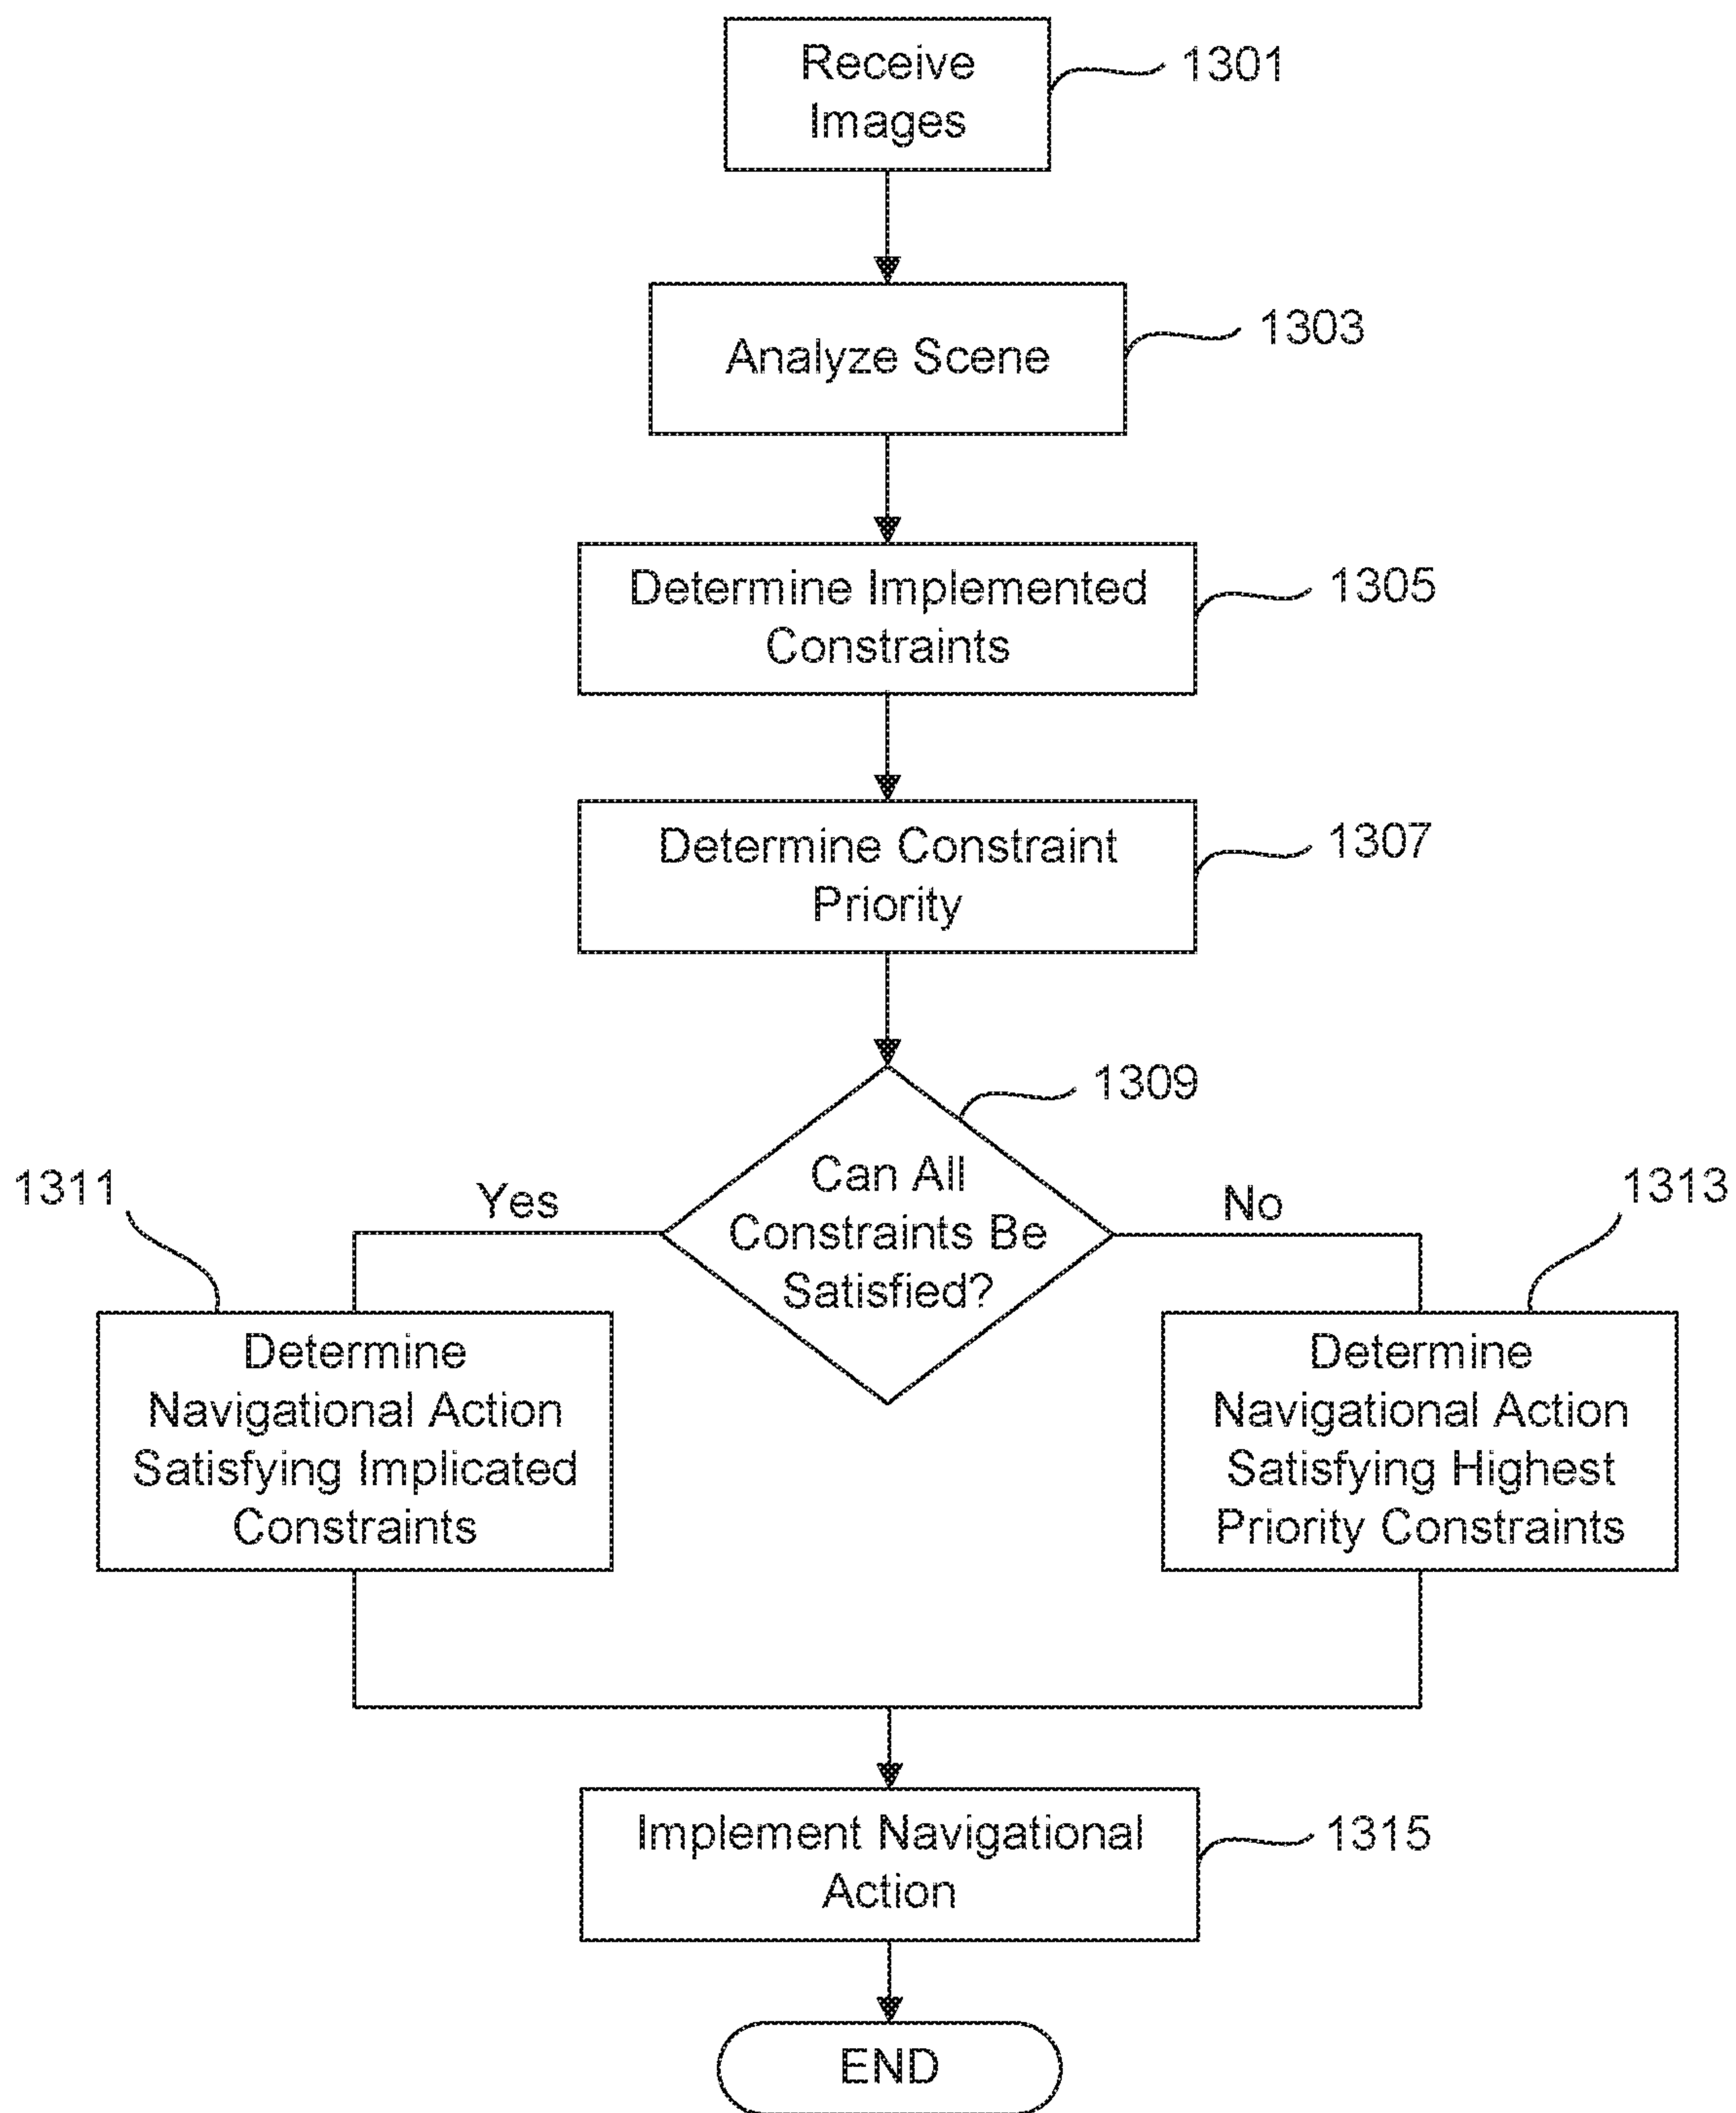 Receive
Images
1301
Analyze Scene
1303
Determine Implemented
Constraints
1305
Determine Constraint
Priority
1307
1309
Can All
Constraints Be
Satisfied?
Yes
No
1311
Determine
Navigational Action
Satisfying Implicated
Constraints
1313
Determine
Navigational Action
Satisfying Highest
Priority Constraints
Implement Navigational
Action
1315
END